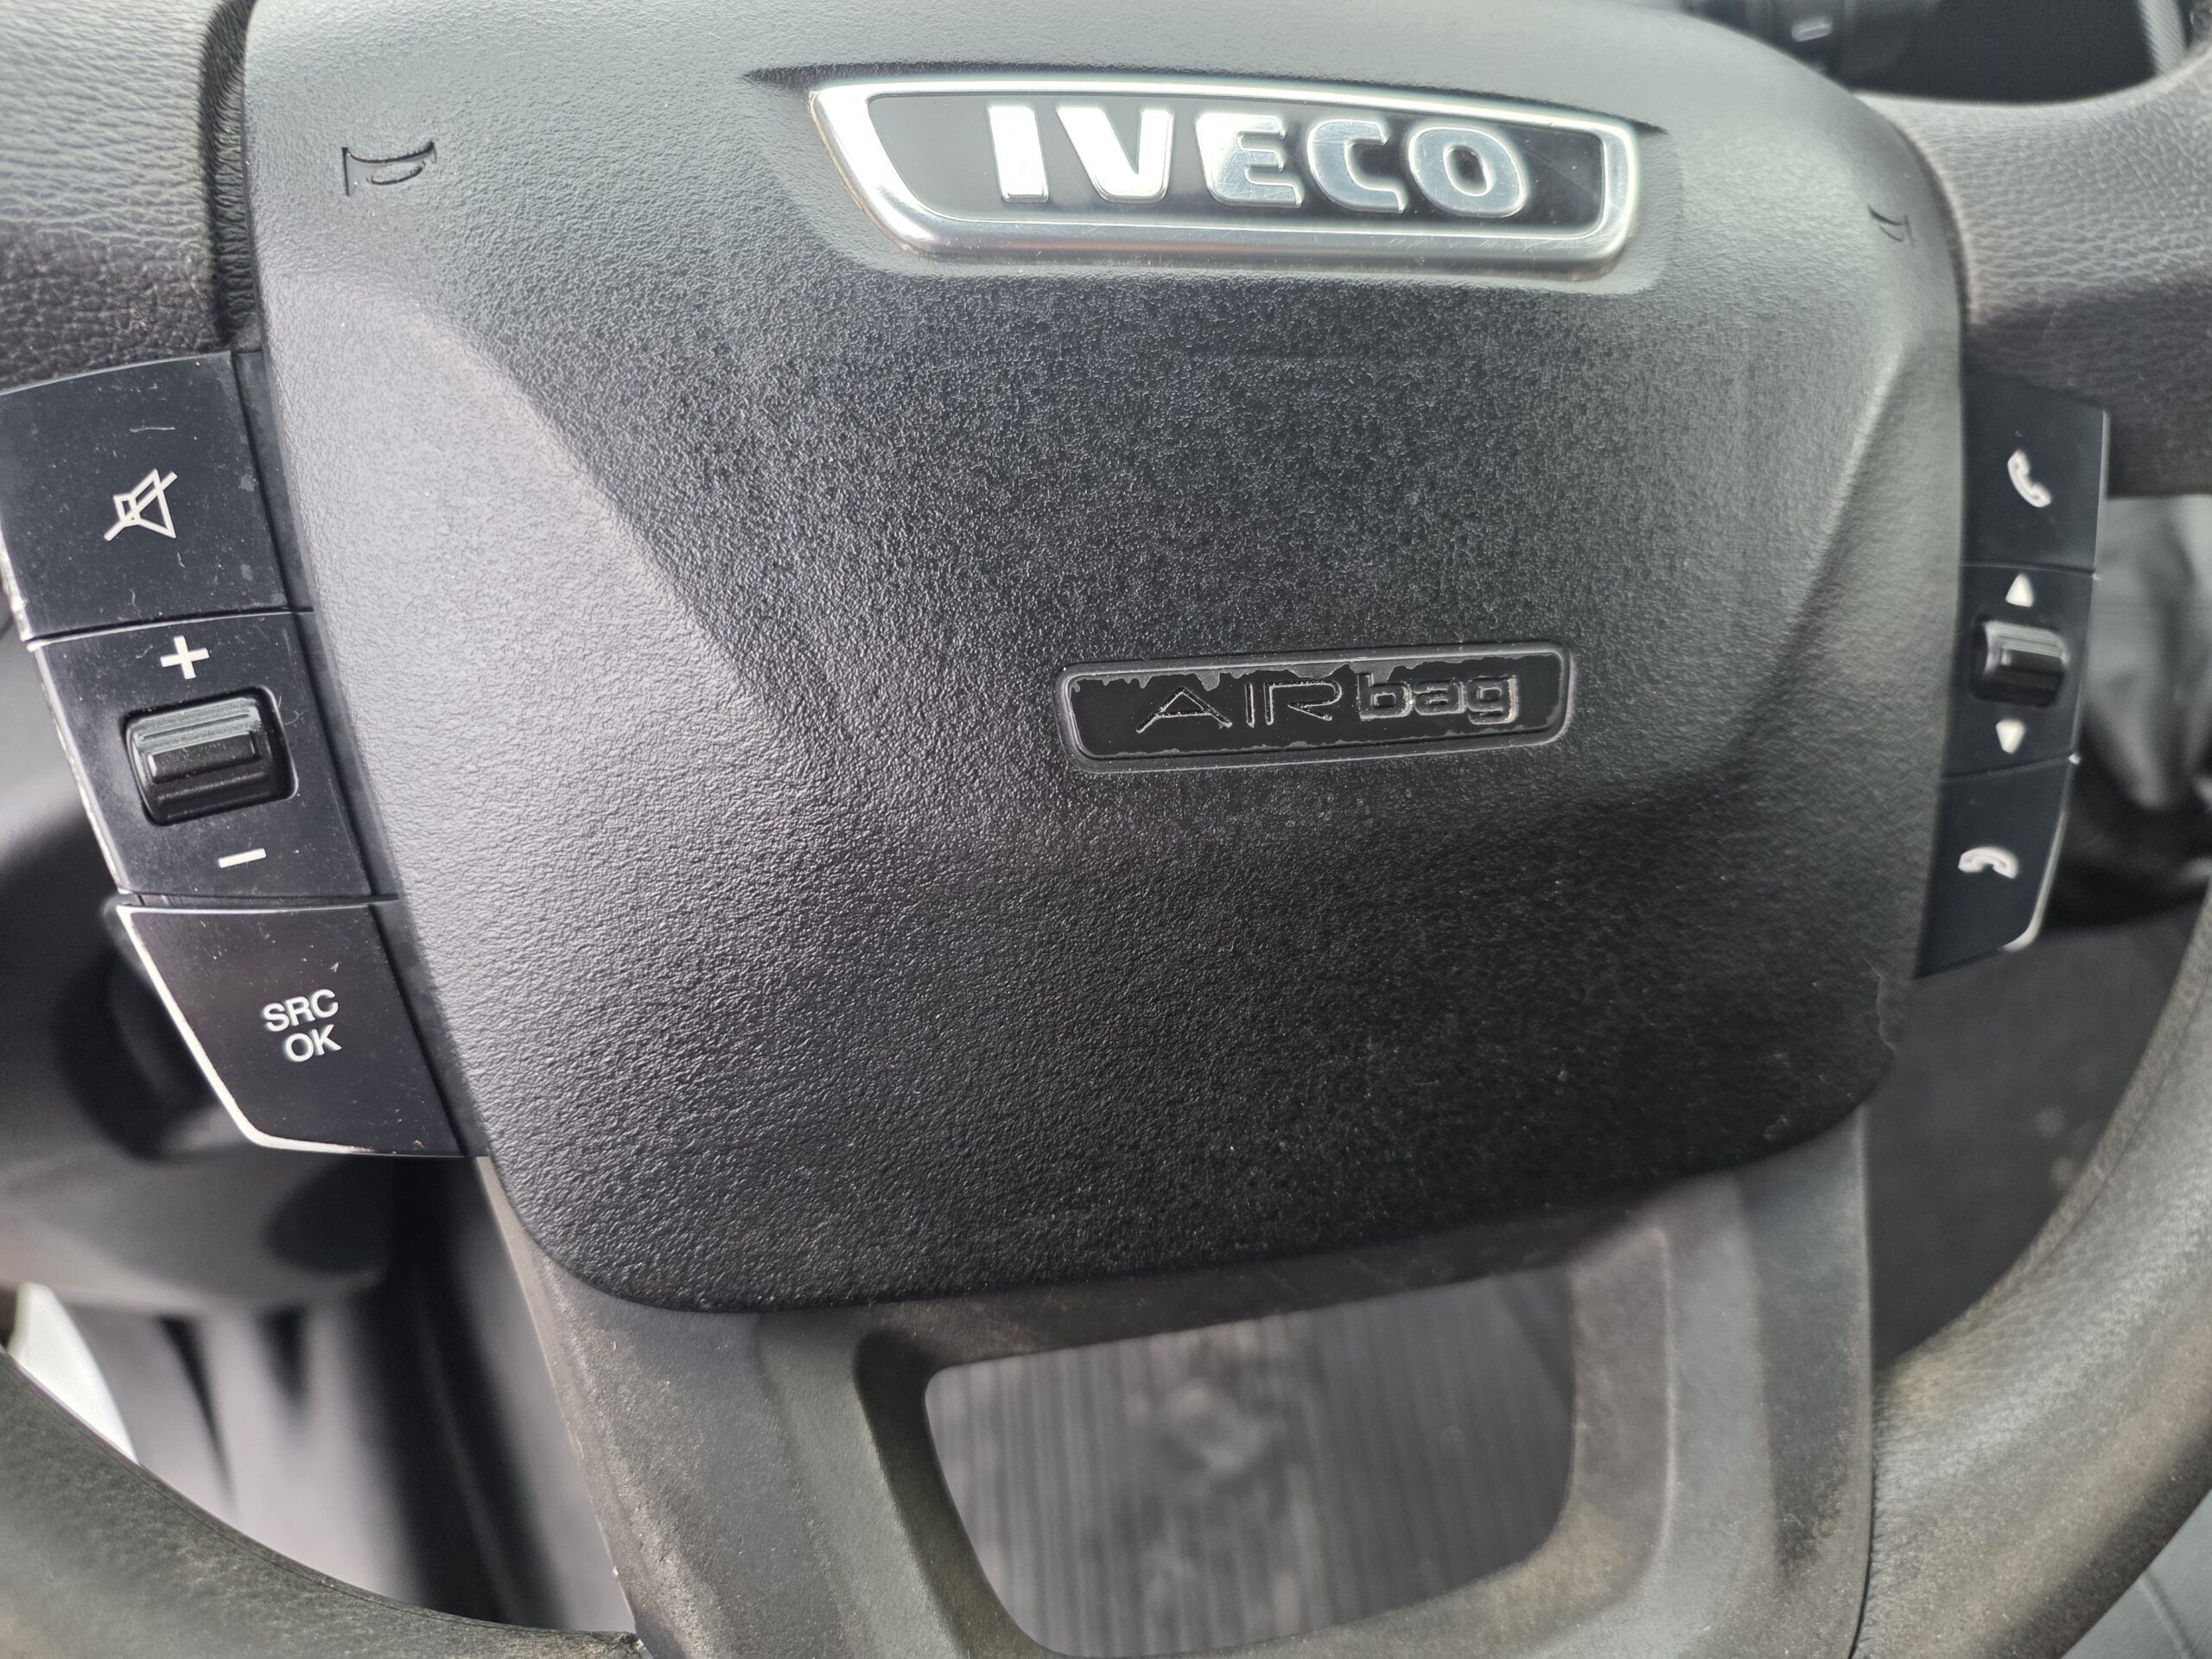 IVECO
AIRbag
+
−
SRC
OK